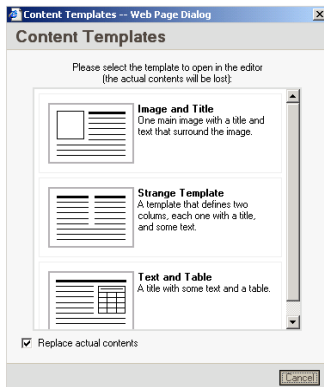 Content Templates -- Web Page Dialog
Content Templates
Please select the template to open in the editor
(the actual contents will be lost):
Image and Title
One main image with a title and
text that surround the image.
Strange Template
A template that defines two
colums, each one with a title,
and some text.
Text and Table
A title with some text and a table.
Replace actual contents
Cancel